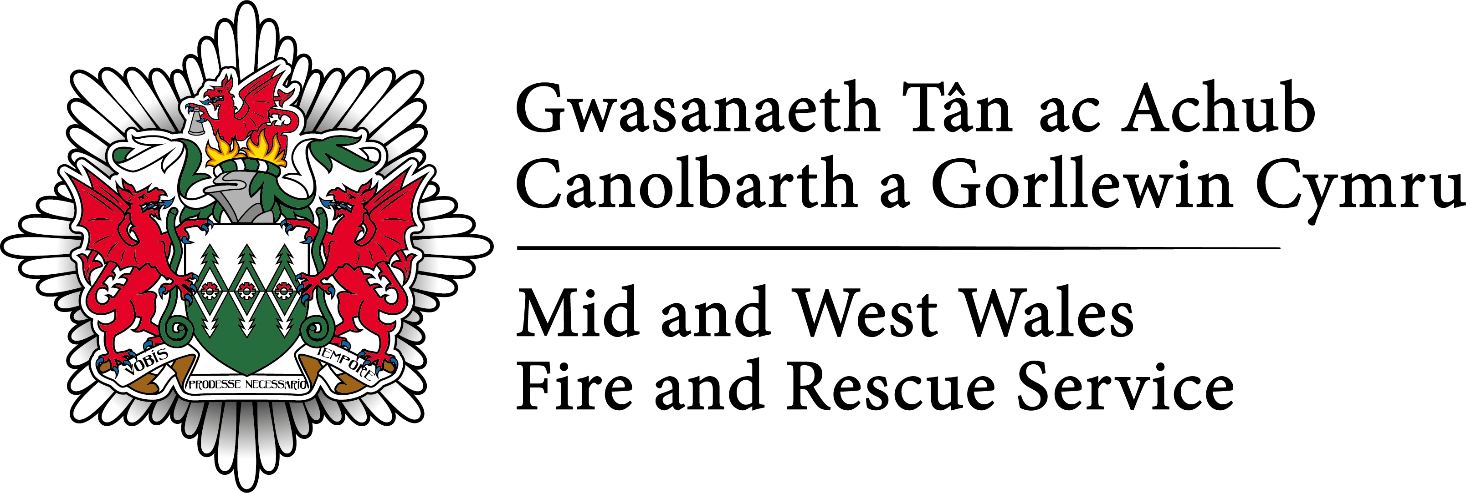 Gwasanaeth Tân ac Achub
Canolbarth a Gorllewin Cymru
Mid and West Wales
Fire and Rescue Service
VOBIS
PRODESSE NECESSARIO
TEMPORE